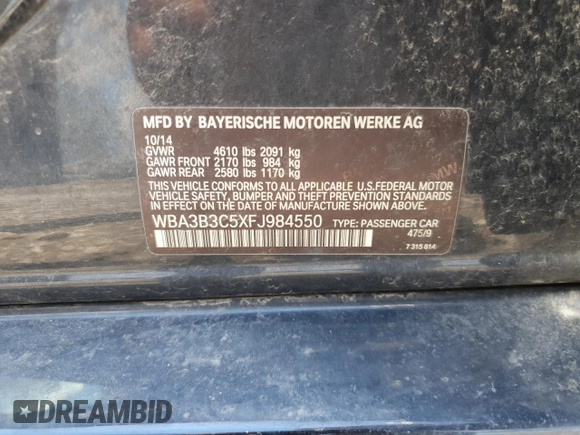 MFD BY BAYERISCHE MOTOREN WERKE AG
10/14
GVWR 4610 lbs 2091 kg
GAWR FRONT 2170 lbs 984 kg
GAWR REAR 2580 lbs 1170 kg
THIS VEHICLE CONFORMS TO ALL APPLICABLE U.S.FEDERAL MOTOR
VEHICLE SAFETY, BUMPER AND THEFT PREVENTION STANDARDS
IN EFFECT ON THE DATE OF MANUFACTURE SHOWN ABOVE.
WBA3B3C5XFJ984550 TYPE: PASSENGER CAR
475/9
7 315 814
DREAMBID